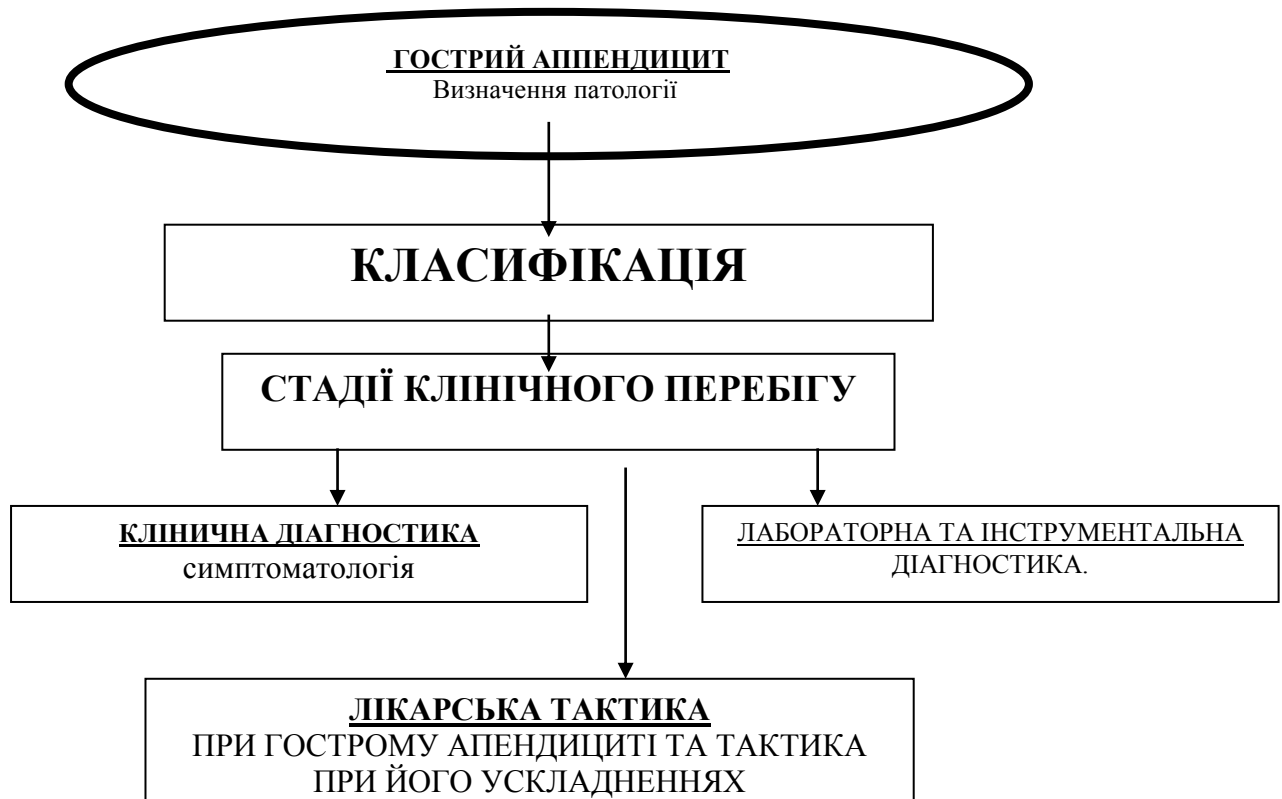 ГОСТРИЙ АППЕНДИЦИТ
Визначення патології
КЛАСИФІКАЦІЯ
СТАДІЇ КЛІНІЧНОГО ПЕРЕБІГУ
КЛІНИЧНА ДІАГНОСТИКА
симптоматологія
ЛАБОРАТОРНА ТА ІНСТРУМЕНТАЛЬНА
ДІАГНОСТИКА.
ЛІКАРСЬКА ТАКТИКА
ПРИ ГОСТРОМУ АПЕНДИЦИТІ ТА ТАКТИКА
ПРИ ЙОГО УСКЛАДНЕННЯХ